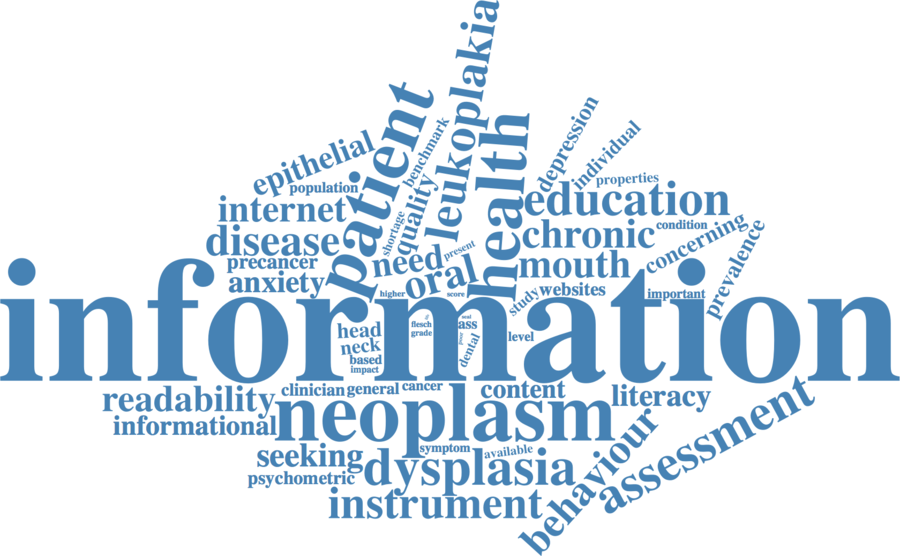 leukoplakia
patient
benchmark
health
depression
individual
epithelial
population
properties
internet
quality
education
shortage
condition
disease
chronic
concerning
precancer
need
present
mouth
prevalence
anxiety
oral
websites
higher
score
study
important
information
head
flesch
grade
ass
neck
dental
level
based
impact
readability
clinician
general
cancer
content
literacy
informational
neoplasm
assessment
behaviour
seeking
symptom
available
psychometric
dysplasia
instrument